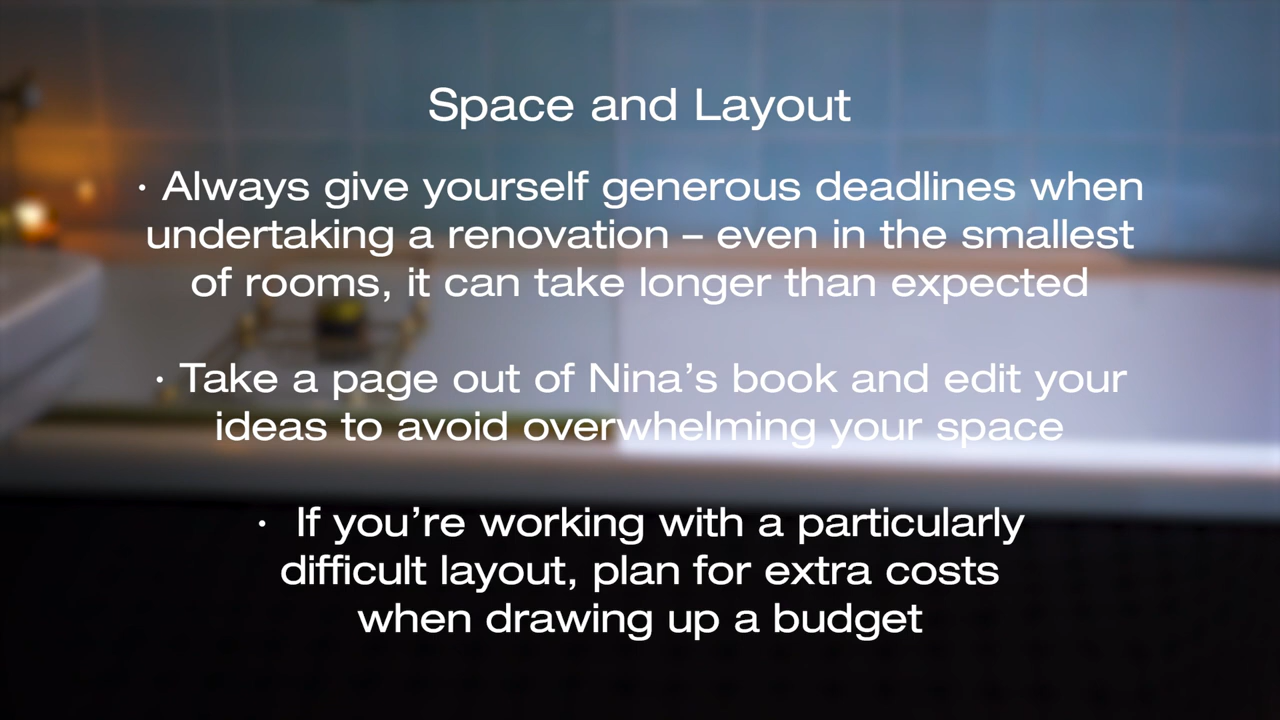 Space and Layout
· Always give yourself generous deadlines when
undertaking a renovation – even in the smallest
of rooms, it can take longer than expected
· Take a page out of Nina’s book and edit your
ideas to avoid overwhelming your space
· If you’re working with a particularly
difficult layout, plan for extra costs
when drawing up a budget